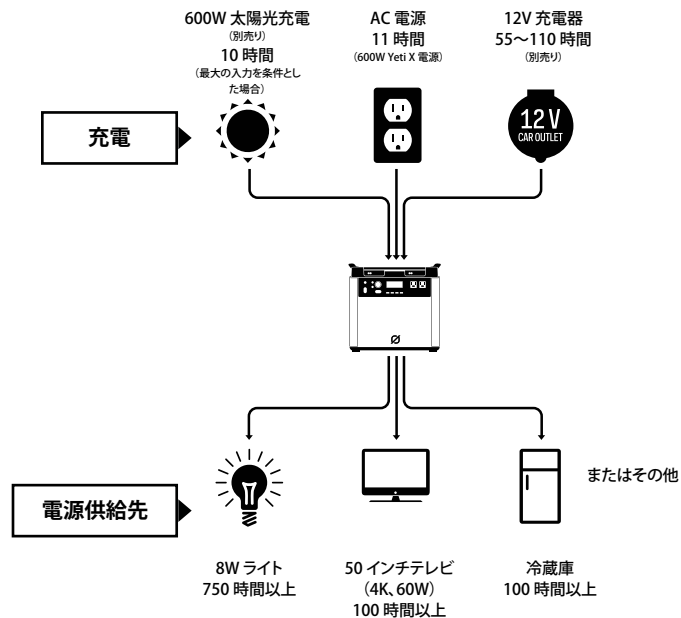 600W 太陽光充電
(別売り)
10 時間
(最大の入力を条件とし
た場合)
AC 電源
11 時間
(600W Yeti X 電源)
12V 充電器
55～110 時間
(別売り)
充電
12 V
CAR OUTLET
電源供給先
またはその他
8W ライト
750 時間以上
50 インチテレビ
(4K、60W)
100 時間以上
冷蔵庫
100 時間以上